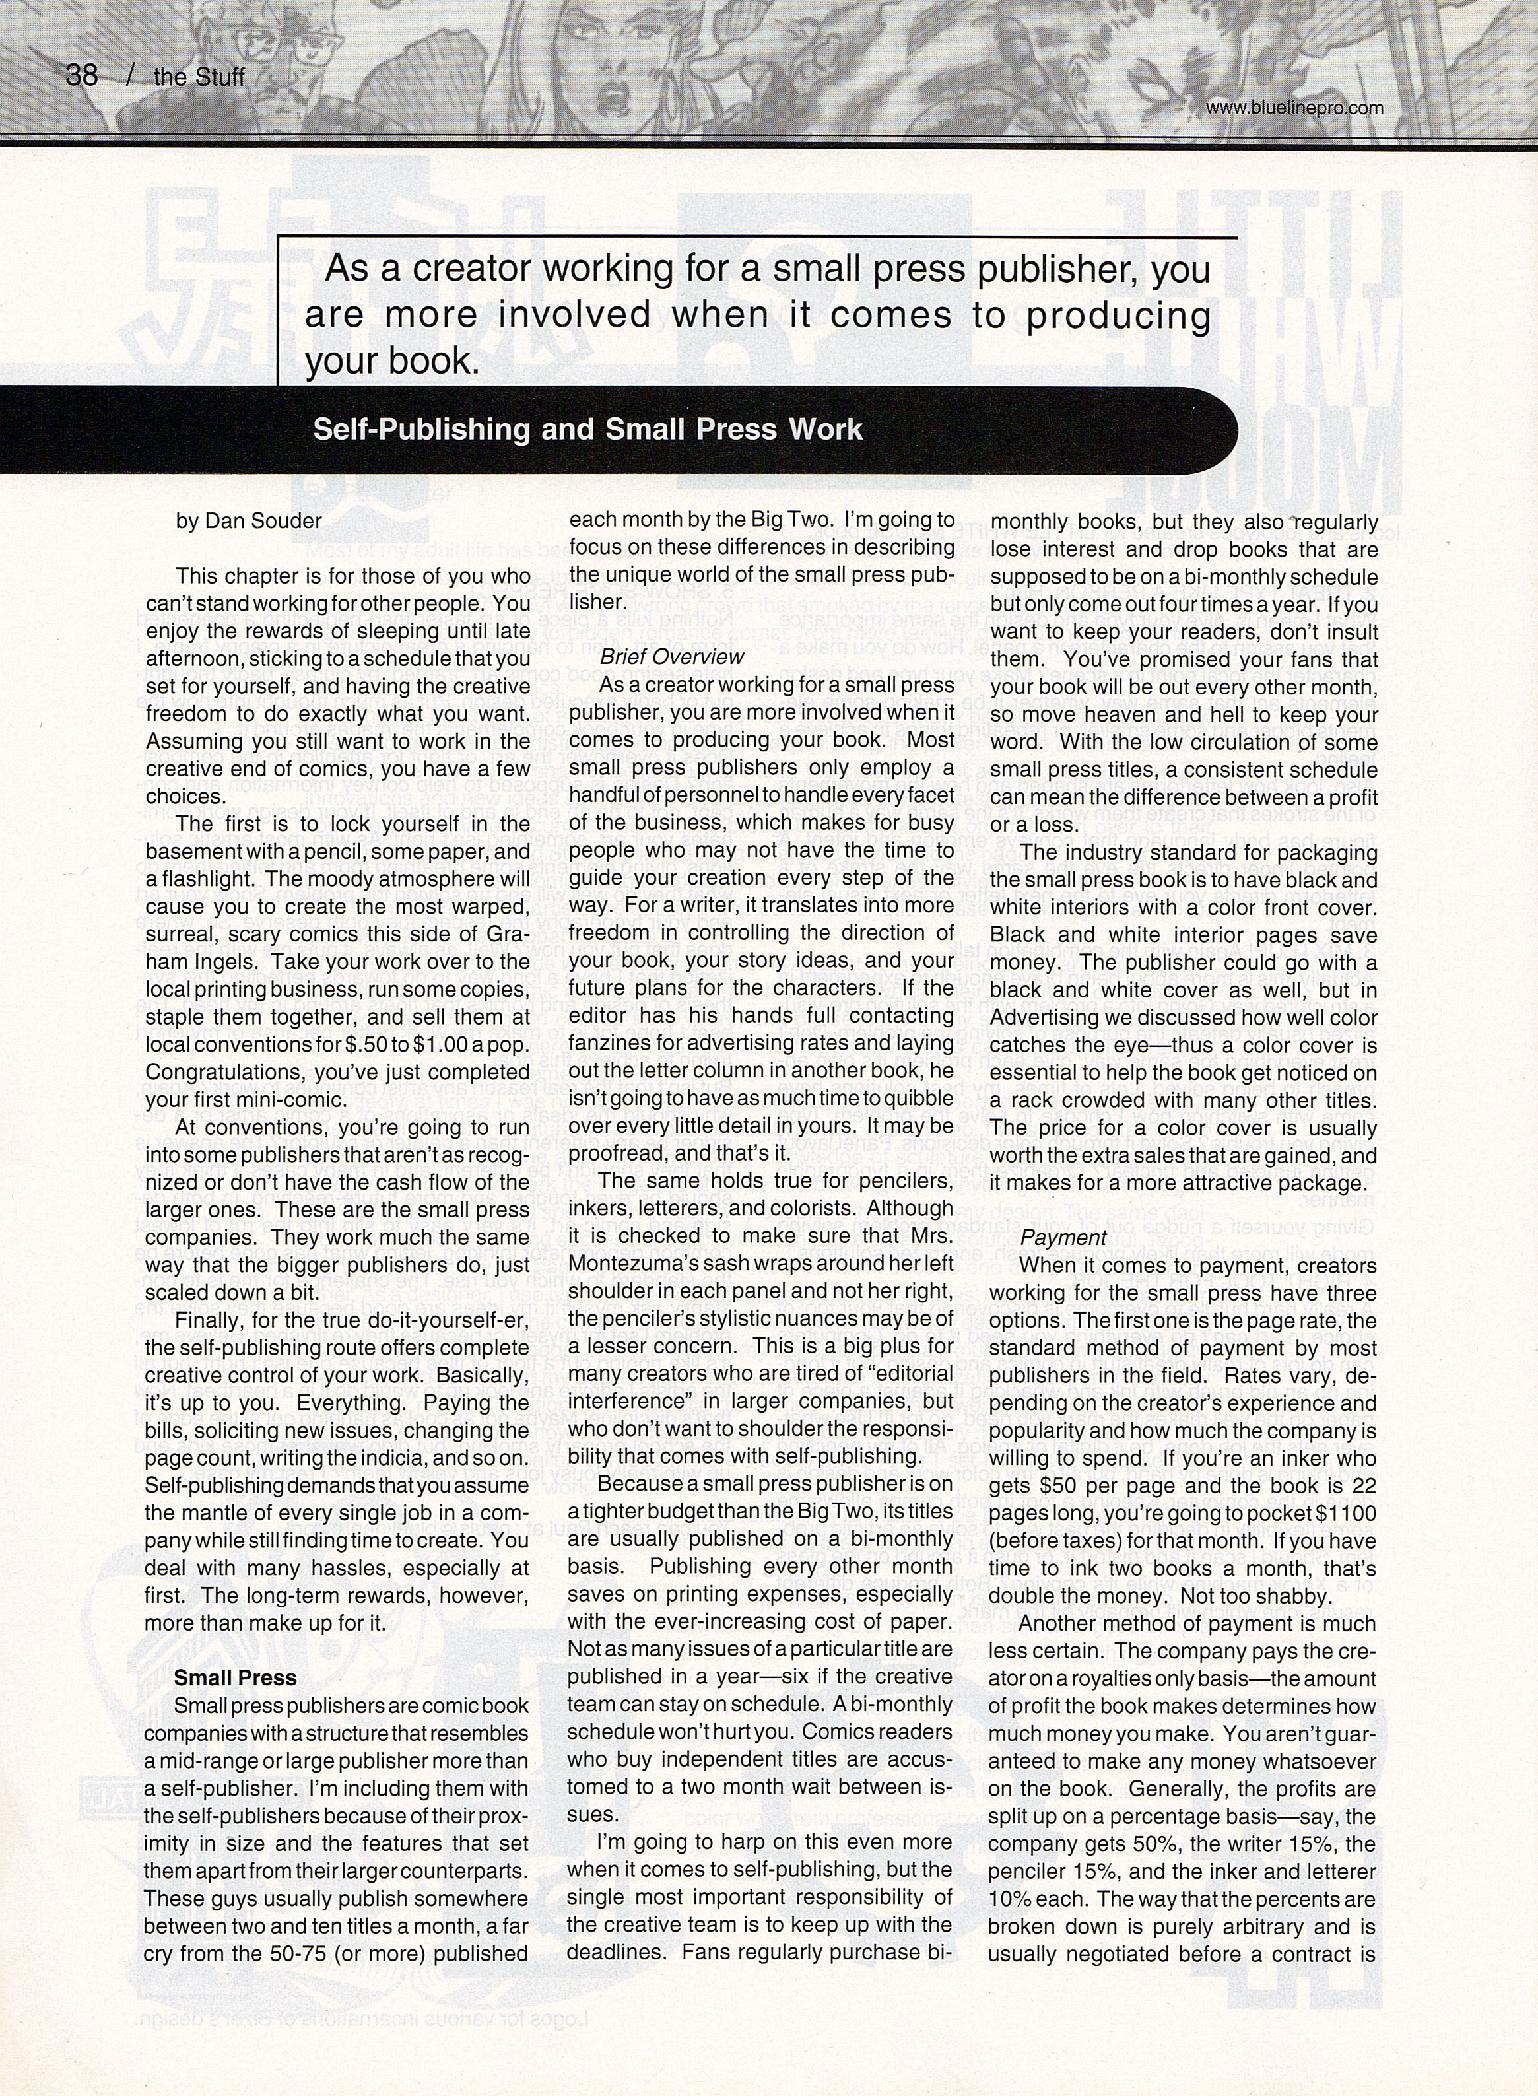 38 / the Stuff
www.bluelinepro.com
As a creator working for a small press publisher, you
are more involved when it comes to producing
your book.
Self-Publishing and Small Press Work
by Dan Souder
This chapter is for those of you who
can't stand working for other people. You
enjoy the rewards of sleeping until late
afternoon, sticking to a schedule that you
set for yourself, and having the creative
freedom to do exactly what you want.
Assuming you still want to work in the
creative end of comics, you have a few
choices.
The first is to lock yourself in the
basement with a pencil, some paper, and
a flashlight. The moody atmosphere will
cause you to create the most warped,
surreal, scary comics this side of Gra-
ham Ingels. Take your work over to the
local printing business, run some copies,
staple them together, and sell them at
local conventions for $.50 to $1.00 a pop.
Congratulations, you've just completed
your first mini-comic.
At conventions, you're going to run
into some publishers that aren't as recog-
nized or don't have the cash flow of the
larger ones. These are the small press
companies. They work much the same
way that the bigger publishers do, just
scaled down a bit.
Finally, for the true do-it-yourself-er,
the self-publishing route offers complete
creative control of your work. Basically,
it's up to you. Everything. Paying the
bills, soliciting new issues, changing the
page count, writing the indicia, and so on.
Self-publishing demands that you assume
the mantle of every single job in a com-
pany while still finding time to create. You
deal with many hassles, especially at
first. The long-term rewards, however,
more than make up for it.
Small Press
Small press publishers are comic book
companies with a structure that resembles
a mid-range or large publisher more than
a self-publisher. I'm including them with
the self-publishers because of their prox-
imity in size and the features that set
them apart from their larger counterparts.
These guys usually publish somewhere
between two and ten titles a month, a far
cry from the 50-75 (or more) published
each month by the Big Two. I'm going to
focus on these differences in describing
the unique world of the small press pub-
lisher.
Brief Overview
As a creator working for a small press
publisher, you are more involved when it
comes to producing your book. Most
small press publishers only employ a
handful of personnel to handle every facet
of the business, which makes for busy
people who may not have the time to
guide your creation every step of the
way. For a writer, it translates into more
freedom in controlling the direction of
your book, your story ideas, and your
future plans for the characters. If the
editor has his hands full contacting
fanzines for advertising rates and laying
out the letter column in another book, he
isn't going to have as much time to quibble
over every little detail in yours. It may be
proofread, and that's it.
The same holds true for pencilers,
inkers, letterers, and colorists. Although
it is checked to make sure that Mrs.
Montezuma's sash wraps around her left
shoulder in each panel and not her right,
the penciler's stylistic nuances may be of
a lesser concern. This is a big plus for
many creators who are tired of "editorial
interference" in larger companies, but
who don't want to shoulder the responsi-
bility that comes with self-publishing.
Because a small press publisher is on
a tighter budget than the Big Two, its titles
are usually published on a bi-monthly
basis. Publishing every other month
saves on printing expenses, especially
with the ever-increasing cost of paper.
Not as many issues of a particular title are
published in a year—six if the creative
team can stay on schedule. A bi-monthly
schedule won't hurt you. Comics readers
who buy independent titles are accus-
tomed to a two month wait between is-
sues.
I'm going to harp on this even more
when it comes to self-publishing, but the
single most important responsibility of
the creative team is to keep up with the
deadlines. Fans regularly purchase bi-
monthly books, but they also regularly
lose interest and drop books that are
supposed to be on a bi-monthly schedule
but only come out four times a year. If you
want to keep your readers, don't insult
them. You've promised your fans that
your book will be out every other month,
so move heaven and hell to keep your
word. With the low circulation of some
small press titles, a consistent schedule
can mean the difference between a profit
or a loss.
The industry standard for packaging
the small press book is to have black and
white interiors with a color front cover.
Black and white interior pages save
money. The publisher could go with a
black and white cover as well, but in
Advertising we discussed how well color
catches the eye—thus a color cover is
essential to help the book get noticed on
a rack crowded with many other titles.
The price for a color cover is usually
worth the extra sales that are gained, and
it makes for a more attractive package.
Payment
When it comes to payment, creators
working for the small press have three
options. The first one is the page rate, the
standard method of payment by most
publishers in the field. Rates vary, de-
pending on the creator's experience and
popularity and how much the company is
willing to spend. If you're an inker who
gets $50 per page and the book is 22
pages long, you're going to pocket $1100
(before taxes) for that month. If you have
time to ink two books a month, that's
double the money. Not too shabby.
Another method of payment is much
less certain. The company pays the cre-
ator on a royalties only basis—the amount
of profit the book makes determines how
much money you make. You aren't guar-
anteed to make any money whatsoever
on the book. Generally, the profits are
split up on a percentage basis—say, the
company gets 50%, the writer 15%, the
penciler 15%, and the inker and letterer
10% each. The way that the percents are
broken down is purely arbitrary and is
usually negotiated before a contract is